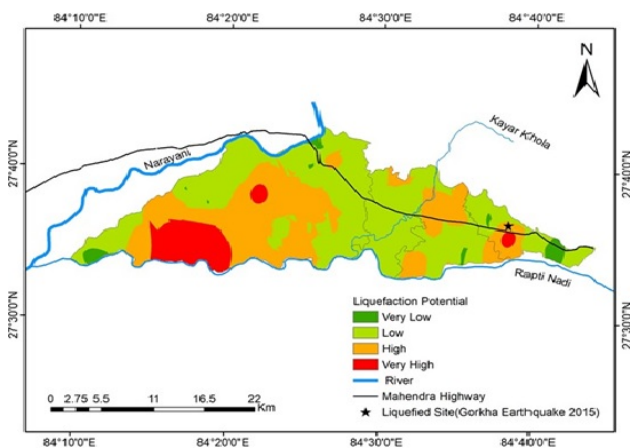 84°10'0"E 84°20'0"E 84°30'0"E 84°40'0"E
N
Kayar Khola
Narayani
27°40'0"N
27°40'0"N
Rapti Nadi
27°30'0"N
27°30'0"N
Liquefaction Potential
Very Low
Low
High
Very High
River
Mahendra Highway
Liquefied Site(Gorkha Earthquake 2015)
0 2.75 5.5 11 16.5 22
Km
84°10'0"E 84°20'0"E 84°30'0"E 84°40'0"E